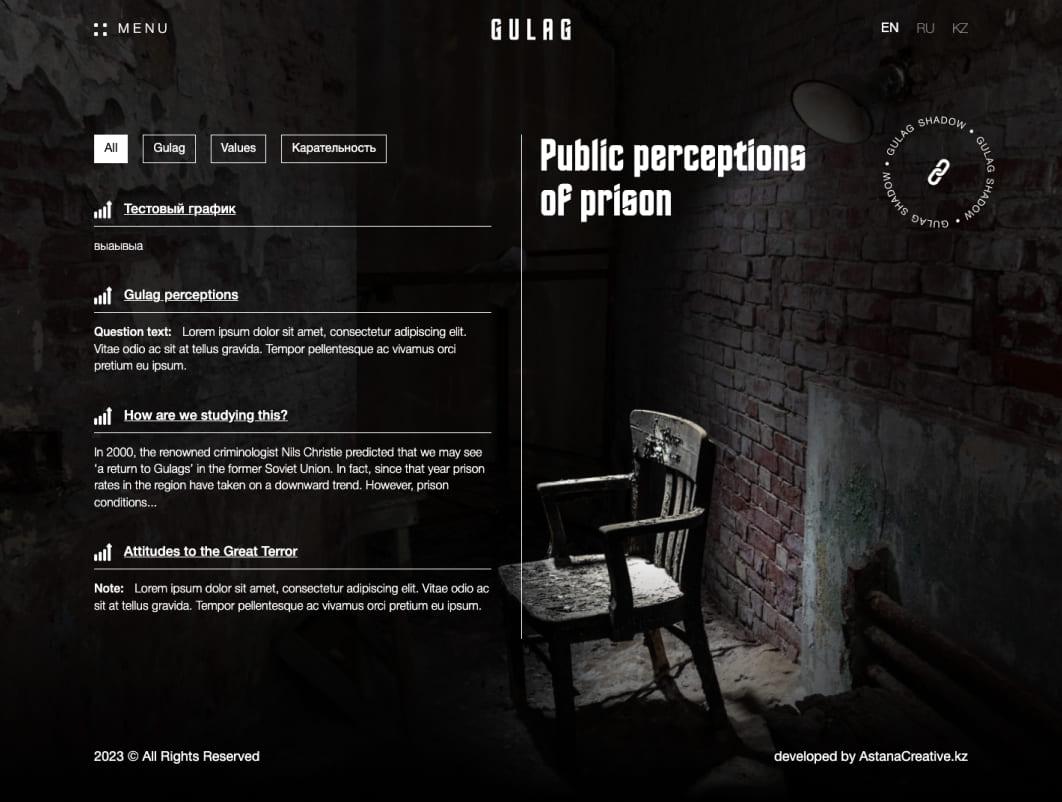 MENU
GULAG
EN RU KZ
All Gulag Values Карательность
Тестовый график
выаывыа
Gulag perceptions
Question text: Lorem ipsum dolor sit amet, consectetur adipiscing elit.
Vitae odio ac sit at tellus gravida. Tempor pellentesque ac vivamus orci
pretium eu ipsum.
How are we studying this?
In 2000, the renowned criminologist Nils Christie predicted that we may see
‘a return to Gulags’ in the former Soviet Union. In fact, since that year prison
rates in the region have taken on a downward trend. However, prison
conditions...
Attitudes to the Great Terror
Note: Lorem ipsum dolor sit amet, consectetur adipiscing elit. Vitae odio ac
sit at tellus gravida. Tempor pellentesque ac vivamus orci pretium eu ipsum.
Public perceptions
of prison
GULAG SHADOW • GULAG SHADOW • GULAG SHADOW •
2023 © All Rights Reserved
developed by AstanaCreative.kz